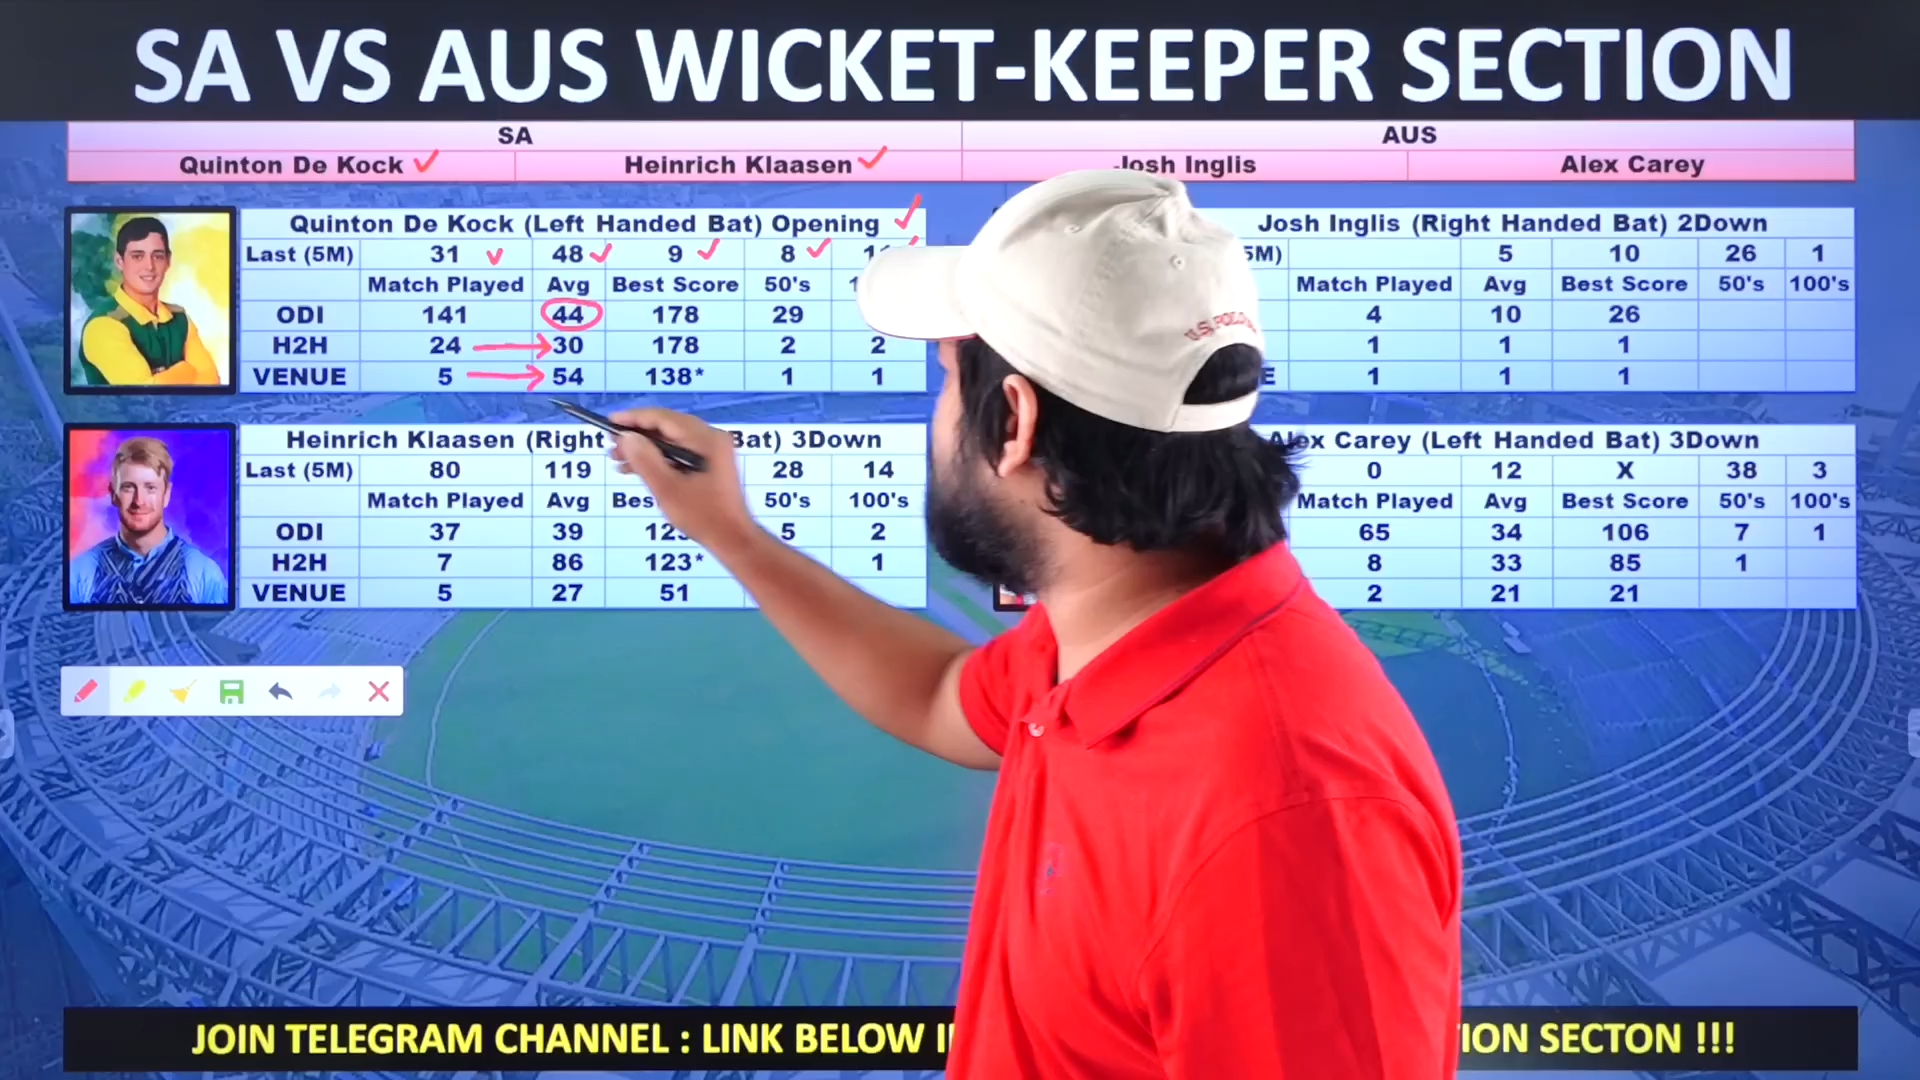 SA VS AUS WICKET-KEEPER SECTION
SA AUS
Quinton De Kock Heinrich Klaasen Josh Inglis Alex Carey
Quinton De Kock (Left Handed Bat) Opening
Last (5M) 31 48 9 8
Match Played Avg Best Score 50's
ODI 141 44 178 29
H2H 24 30 178 2 2
VENUE 5 54 138* 1 1
Josh Inglis (Right Handed Bat) 2Down
5M) 5 10 26 1
Match Played Avg Best Score 50's 100's
4 10 26
1 1 1
1 1 1
Heinrich Klaasen (Right Bat) 3Down
Last (5M) 80 119 28 14
Match Played Avg 50's 100's
ODI 37 39 5 2
H2H 7 86 123* 1
VENUE 5 27 51
Alex Carey (Left Handed Bat) 3Down
0 12 X 38 3
Match Played Avg Best Score 50's 100's
65 34 106 7 1
8 33 85 1
2 21 21
U.S. POLO
JOIN TELEGRAM CHANNEL : LINK BELOW SECTON !!!